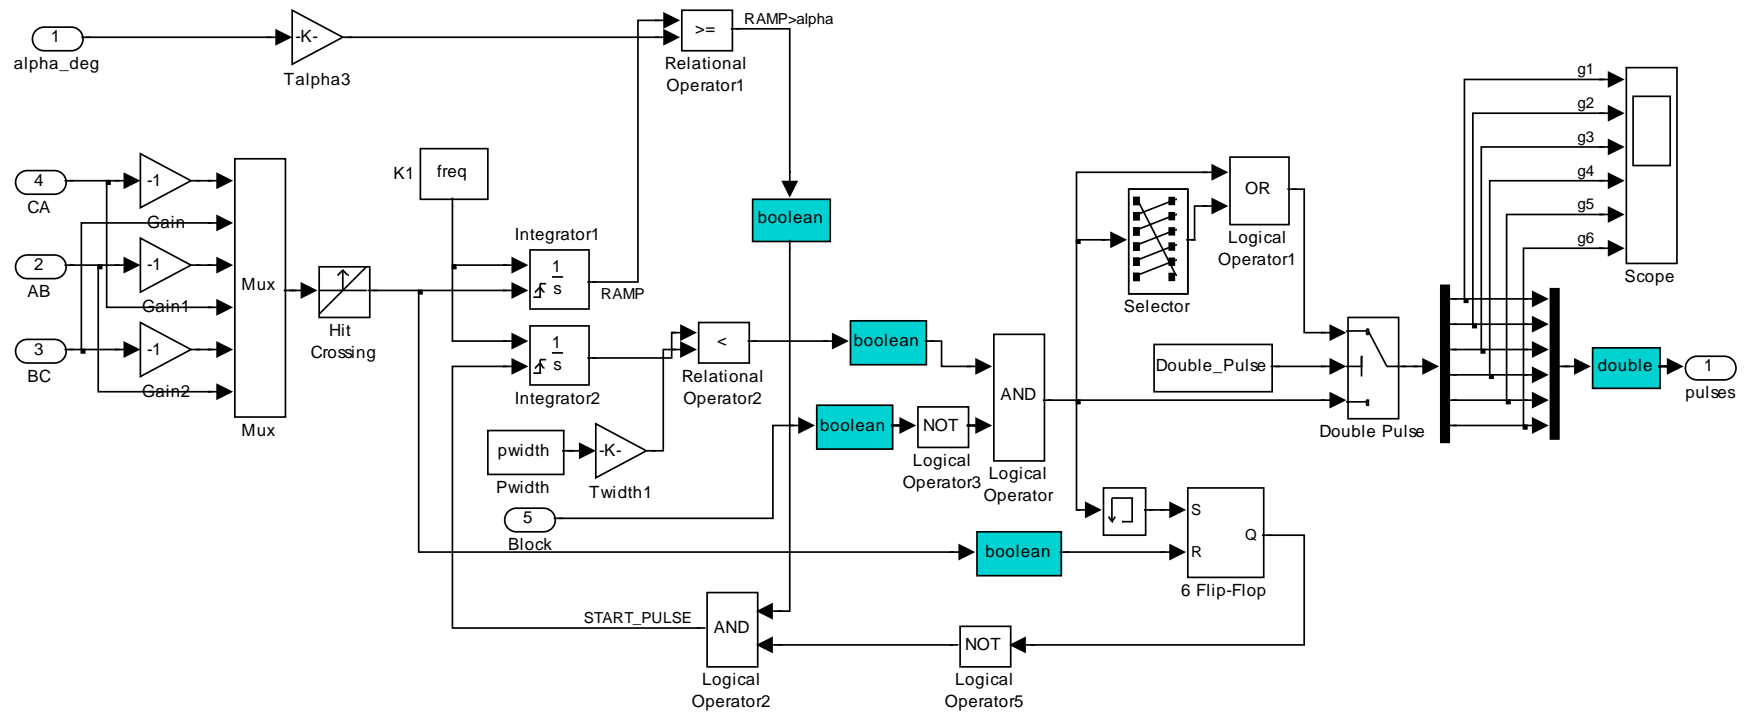 1
alpha_deg
-K-
Talpha3
>=
Relational
Operator1
RAMP>alpha
4
CA
-1
Gain
2
AB
-1
Gain1
3
BC
-1
Gain2
Mux
Mux
Hit
Crossing
K1
freq
Integrator1
1
s
RAMP
1
s
Integrator2
<
Relational
Operator2
pwidth
Pwidth
-K-
Twidth1
5
Block
boolean
boolean
boolean
NOT
Logical
Operator3
AND
Logical
Operator
boolean
START_PULSE
AND
Logical
Operator2
NOT
Logical
Operator5
S
R
Q
6 Flip-Flop
Selector
OR
Logical
Operator1
Double_Pulse
Double Pulse
g1
g2
g3
g4
g5
g6
Scope
double
1
pulses